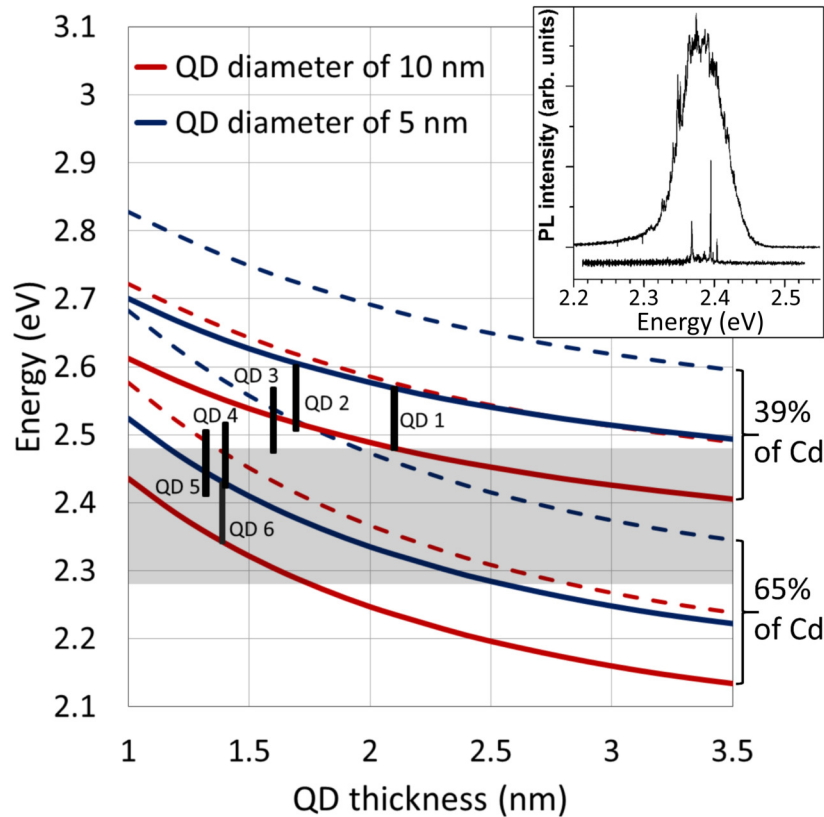 3.1
3
2.9
2.8
2.7
2.6
2.5
2.4
2.3
2.2
2.1
Energy (eV)
QD diameter of 10 nm
QD diameter of 5 nm
QD 3
QD 2
QD 1
QD 4
QD 5
QD 6
39%
of Cd
65%
of Cd
1
1.5
2
2.5
3
3.5
QD thickness (nm)
PL intensity (arb. units)
2.2
2.3
2.4
2.5
Energy (eV)